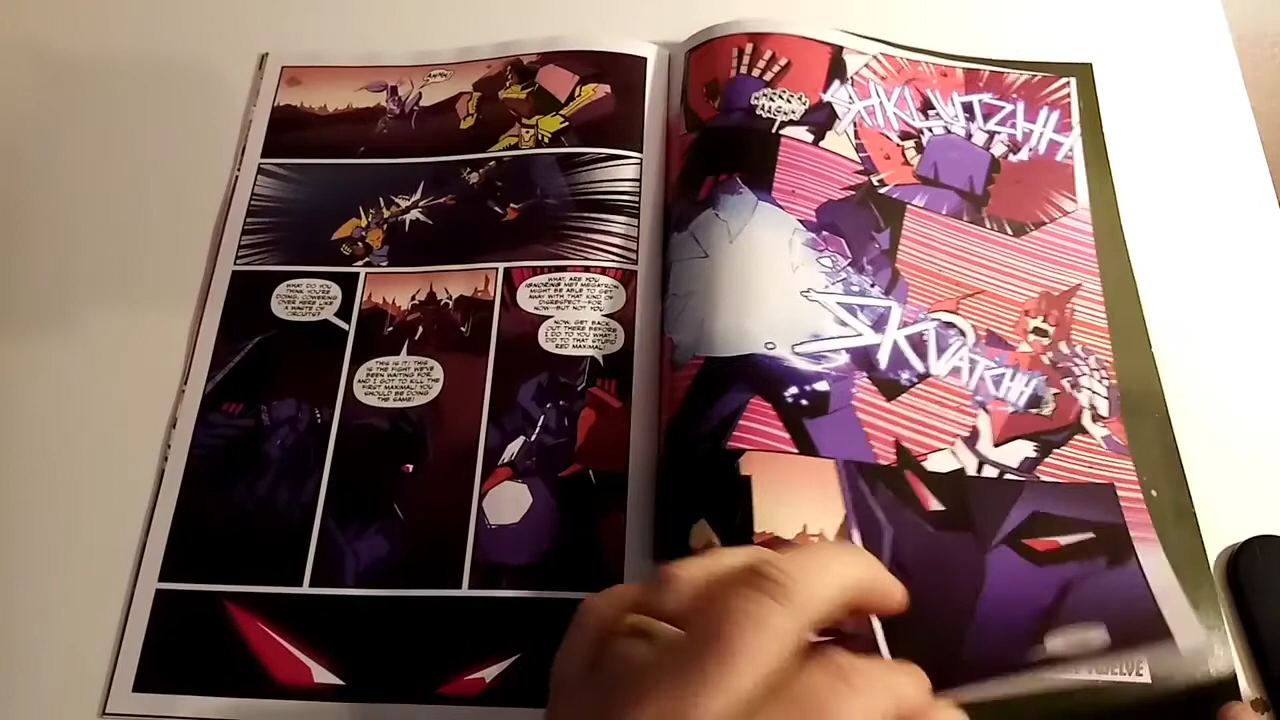 AHHK!
WHAT DO YOU
THINK YOU'RE
DOING, COWERING
OVER HERE LIKE
A WASTE OF
CIRCUITS?
THIS IS IT! THIS
IS THE FIGHT WE'VE
BEEN WAITING FOR,
AND I GOT TO KILL THE
FIRST MAXIMAL! YOU
SHOULD BE DOING
THE SAME!
WHAT, ARE YOU
IGNORING ME? MEGATRON
MIGHT BE ABLE TO GET
AWAY WITH THAT KIND OF
DISRESPECT--FOR
NOW--BUT NOT YOU.
NOW, GET BACK
OUT THERE BEFORE
I DO TO YOU WHAT I
DID TO THAT STUPID
RED MAXIMAL!
SKVATCHH
TWELVE